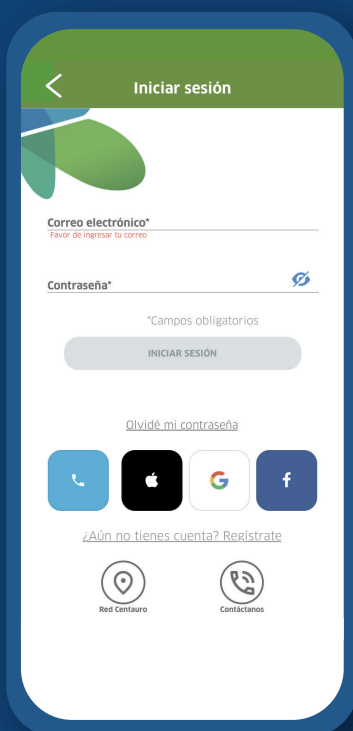 Iniciar sesión
Correo electrónico*
Favor de ingresar tu correo
Contraseña*
*Campos obligatorios
INICIAR SESIÓN
Olvidé mi contraseña
¿Aún no tienes cuenta? Regístrate
Red Centauro
Contáctanos